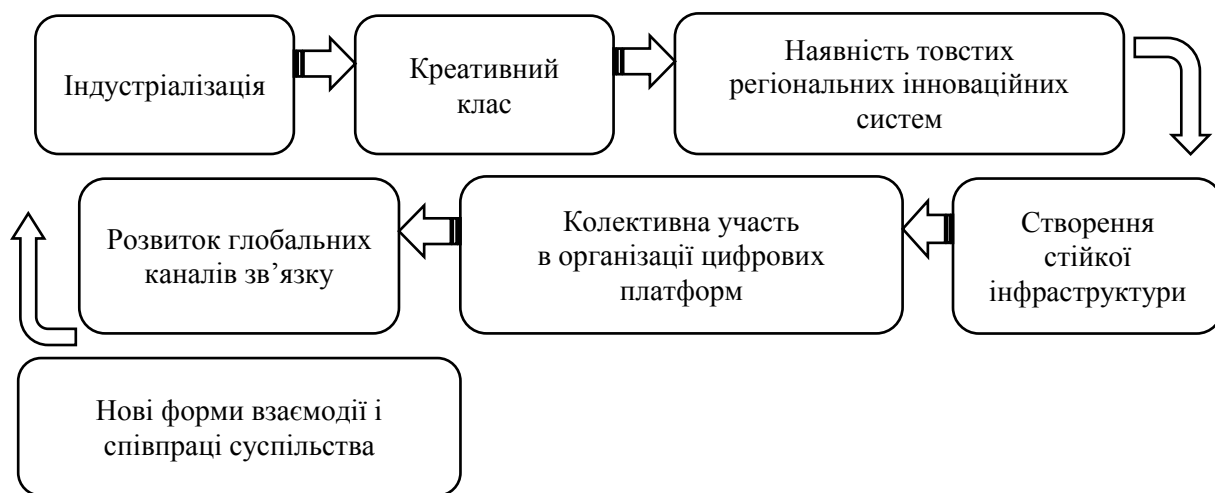 Індустріалізація
Креативний
клас
Наявність товстих
регіональних інноваційних
систем
Розвиток глобальних
каналів зв’язку
Колективна участь
в організації цифрових
платформ
Створення
стійкої
інфраструктури
Нові форми взаємодії і
співпраці суспільства